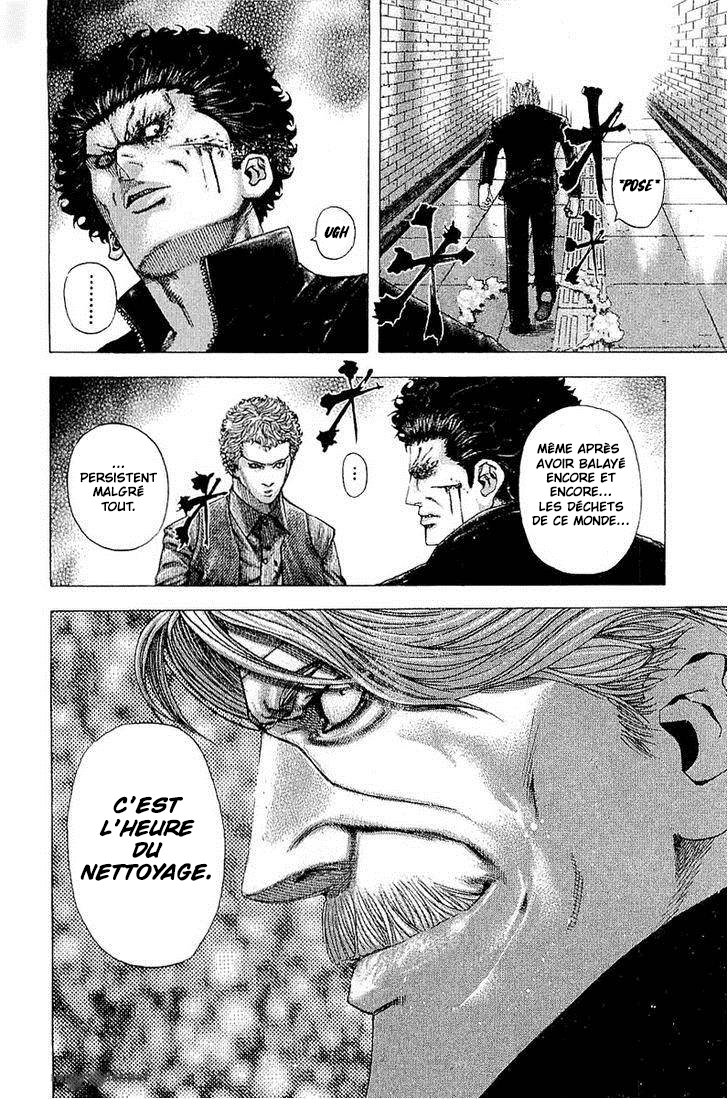 "POSE"
UGH
........
MÊME APRÈS
AVOIR BALAYÉ
ENCORE ET
ENCORE...
LES DÉCHETS
DE CE MONDE...
...
...
PERSISTENT
MALGRÉ
TOUT.
C'EST
L'HEURE
DU
NETTOYAGE.